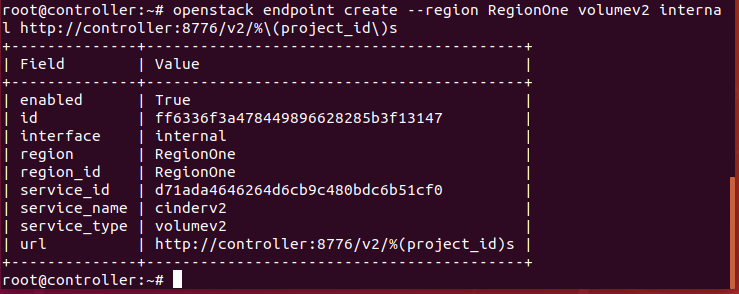 root@controller:~# openstack endpoint create --region RegionOne volumev2 interna
l http://controller:8776/v2/%\(project_id\)s
+--------------+-----------------------------------------+
| Field        | Value                                   |
+--------------+-----------------------------------------+
| enabled      | True                                    |
| id           | ff6336f3a478449896628285b3f13147        |
| interface    | internal                                |
| region       | RegionOne                               |
| region_id    | RegionOne                               |
| service_id   | d71ada4646264d6cb9c480bdc6b51cf0        |
| service_name | cinderv2                                |
| service_type | volumev2                                |
| url          | http://controller:8776/v2/%(project_id)s |
+--------------+-----------------------------------------+
root@controller:~#